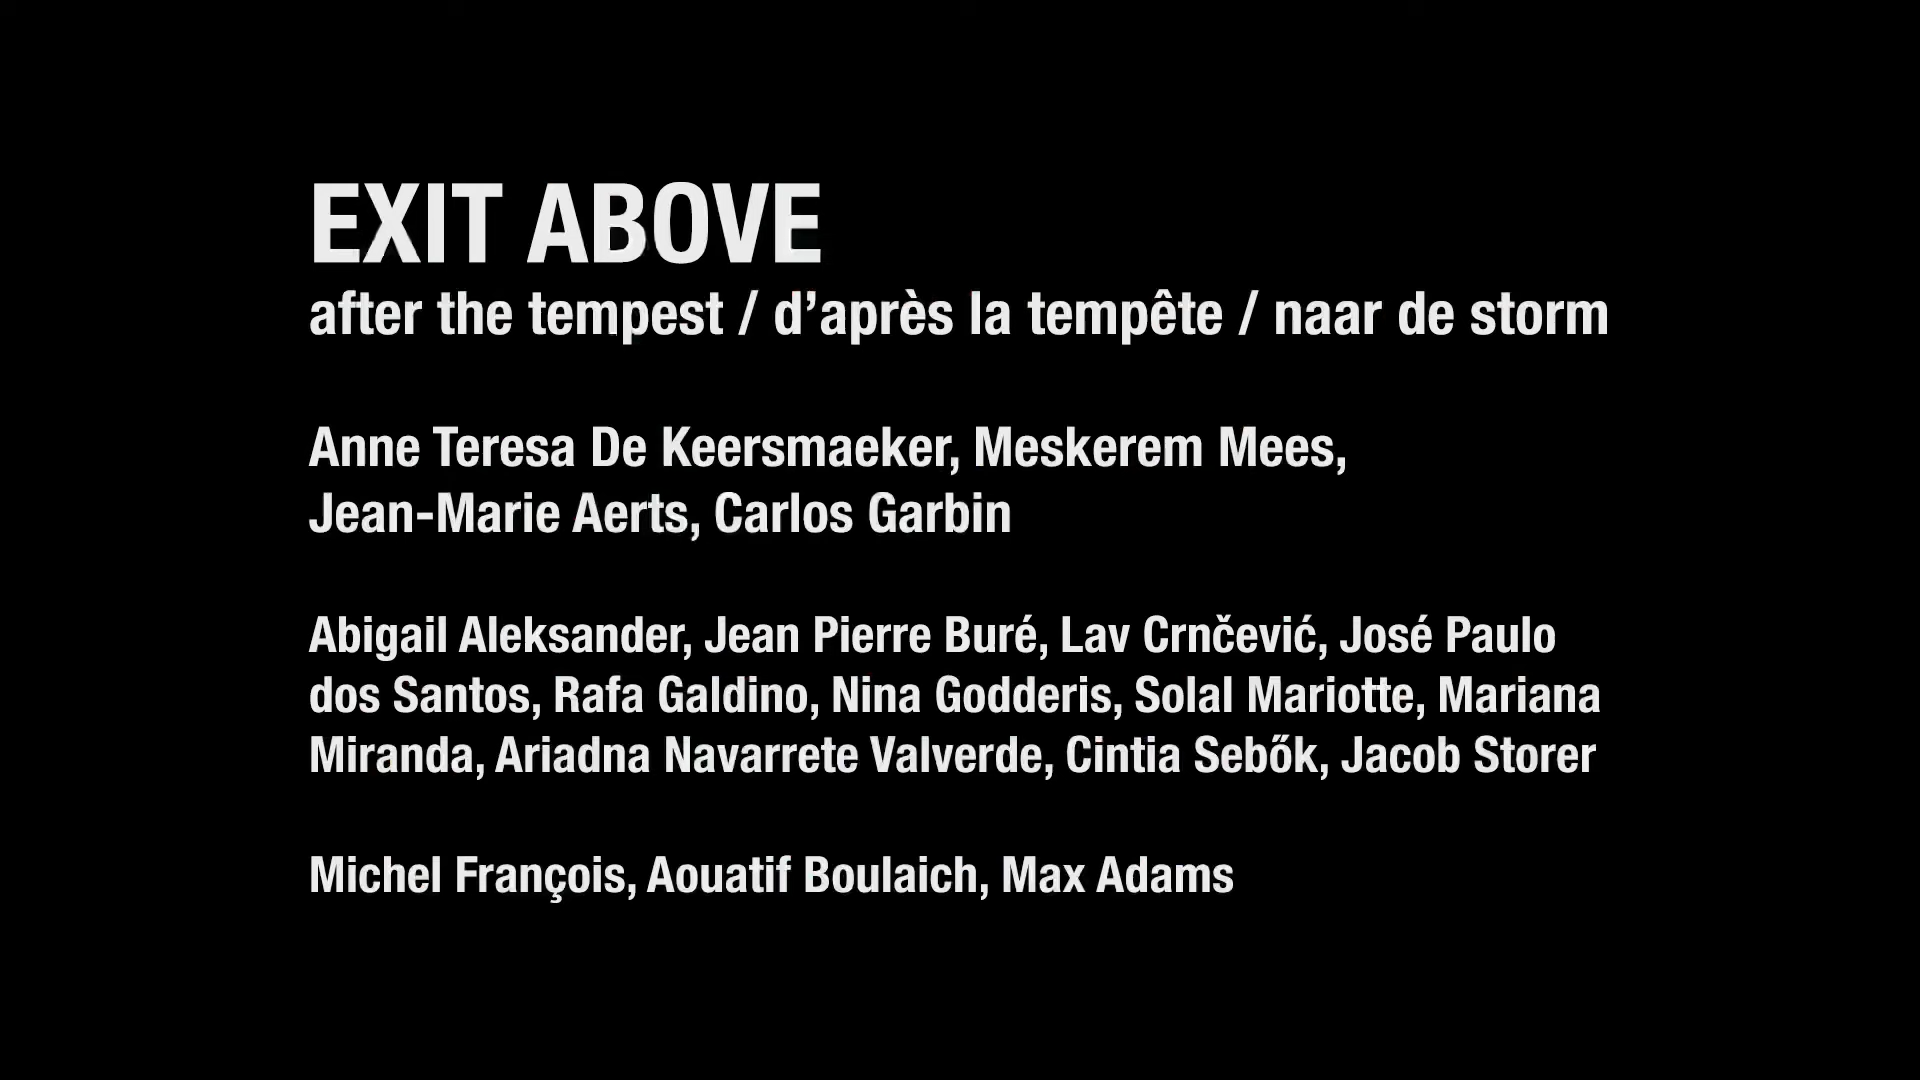 EXIT ABOVE
after the tempest / d’après la tempête / naar de storm
Anne Teresa De Keersmaeker, Meskerem Mees,
Jean-Marie Aerts, Carlos Garbin
Abigail Aleksander, Jean Pierre Buré, Lav Crnčević, José Paulo
dos Santos, Rafa Galdino, Nina Godderis, Solal Mariotte, Mariana
Miranda, Ariadna Navarrete Valverde, Cintia Sebők, Jacob Storer
Michel François, Aouatif Boulaich, Max Adams